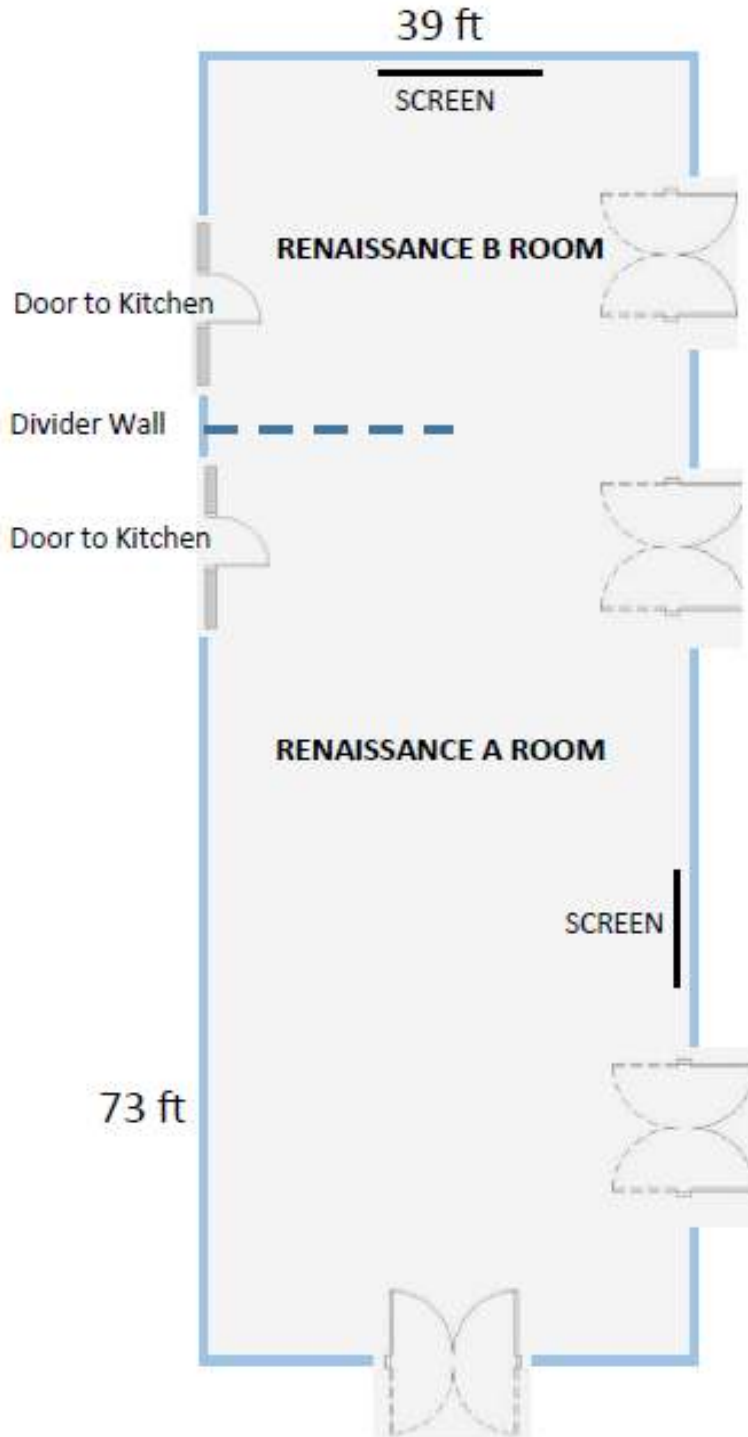 39 ft
SCREEN
RENAISSANCE B ROOM
Door to Kitchen
Divider Wall
Door to Kitchen
RENAISSANCE A ROOM
SCREEN
73 ft